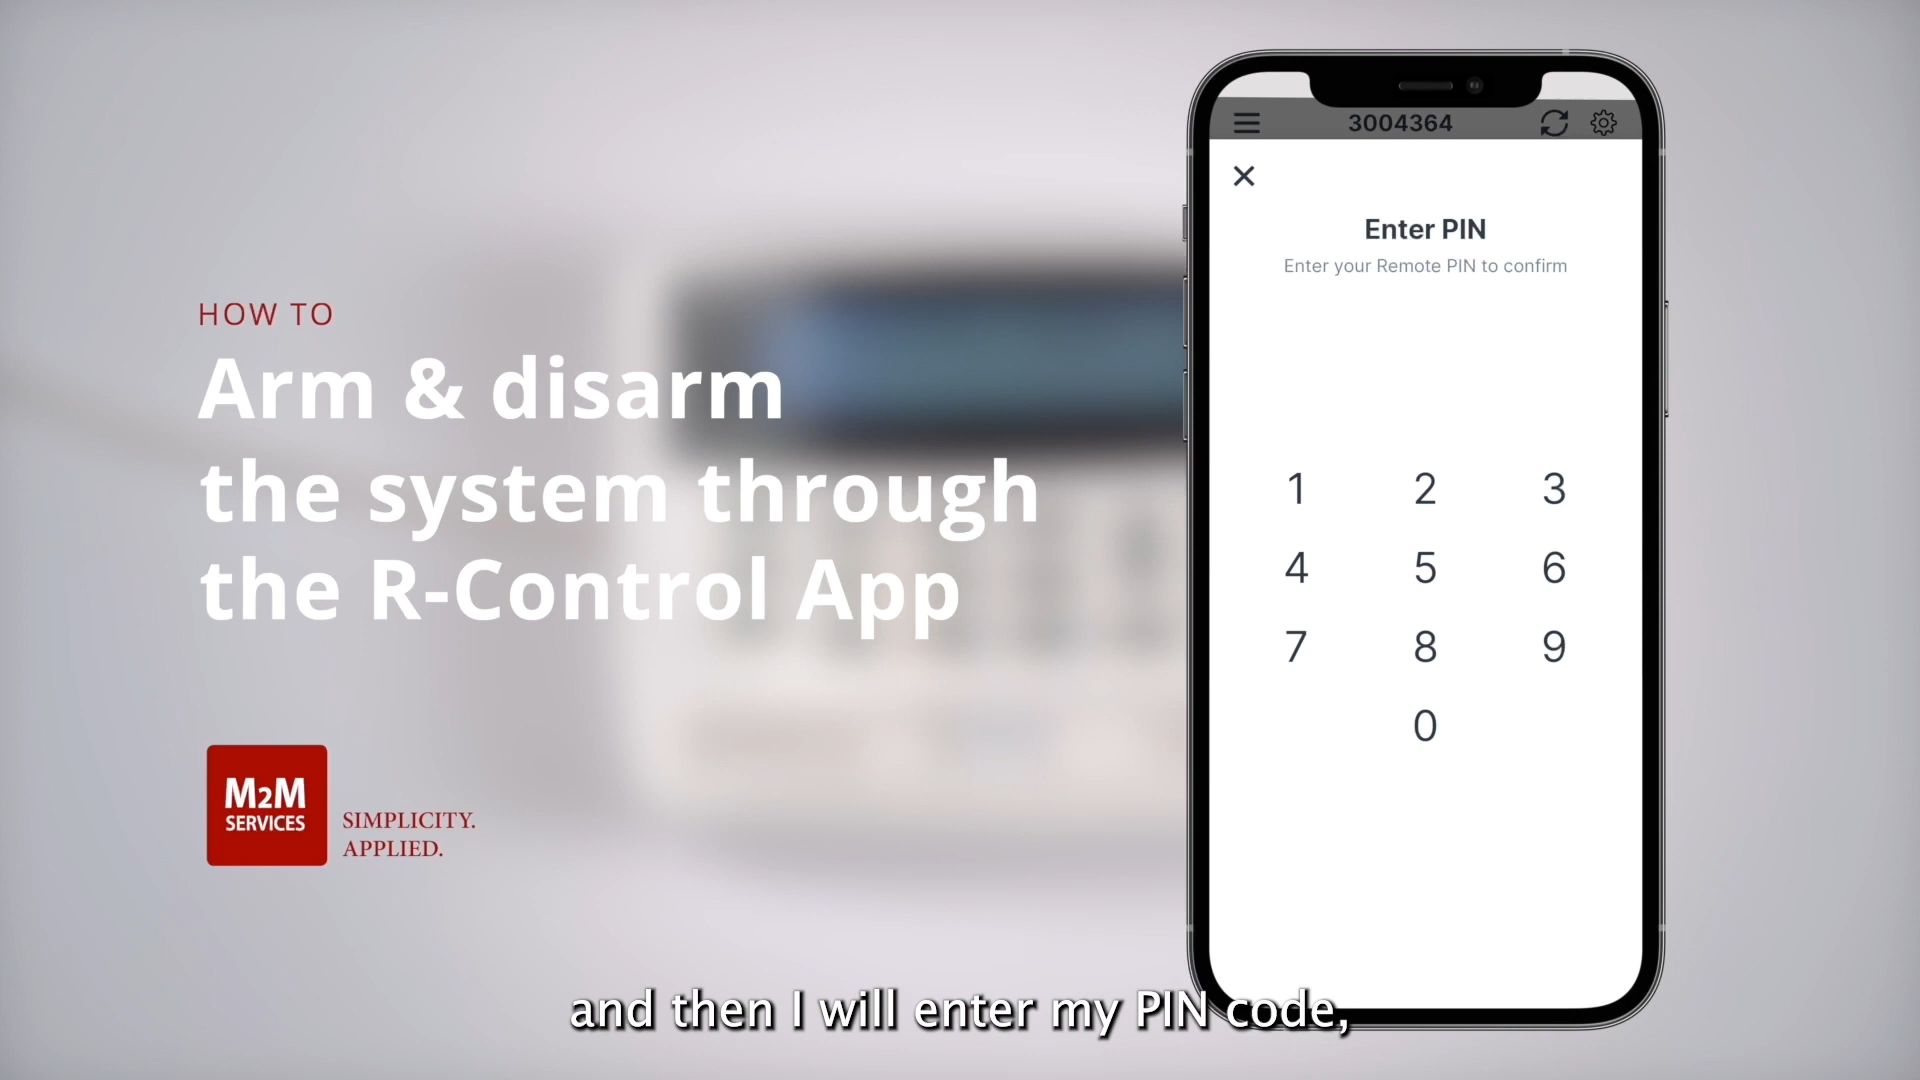 HOW TO
Arm & disarm
the system through
the R-Control App
M2M
SERVICES
SIMPLICITY.
APPLIED.
3004364
Enter PIN
Enter your Remote PIN to confirm
1 2 3
4 5 6
7 8 9
0
and then I will enter my PIN code,